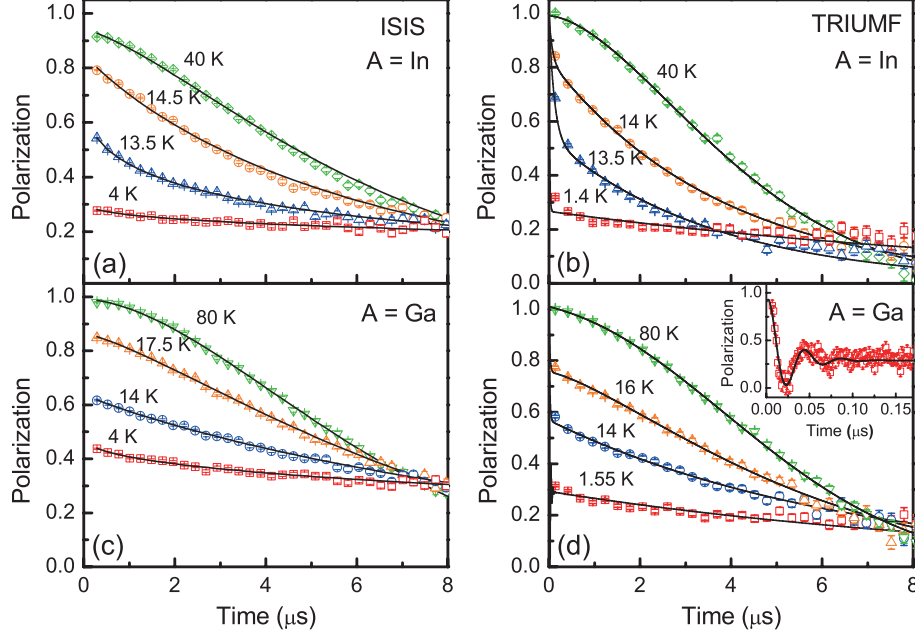 ISIS
A = In
40 K
14.5 K
13.5 K
4 K
(a)
Polarization
1.0
0.8
0.6
0.4
0.2
TRIUMF
A = In
40 K
14 K
13.5 K
1.4 K
(b)
Polarization
1.0
0.8
0.6
0.4
0.2
0.0
A = Ga
80 K
17.5 K
14 K
4 K
(c)
Polarization
1.0
0.8
0.6
0.4
0.2
0.0
0 2 4 6 8
Time (μs)
A = Ga
80 K
16 K
14 K
1.55 K
(d)
Polarization
1.0
0.8
0.6
0.4
0.2
0.0
0 2 4 6 8
Time (μs)
Polarization
1.0
0.5
0.0
0.00 0.05 0.10 0.15
Time (μs)